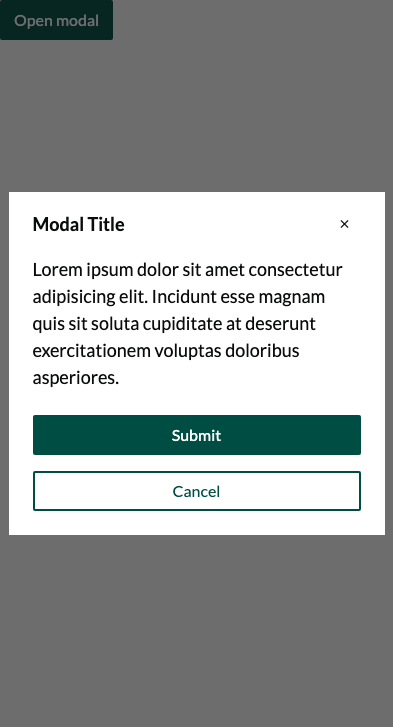 Open modal
Modal Title ×
Lorem ipsum dolor sit amet consectetur
adipisicing elit. Incidunt esse magnam
quis sit soluta cupiditate at deserunt
exercitationem voluptas doloribus
asperiores.
Submit
Cancel